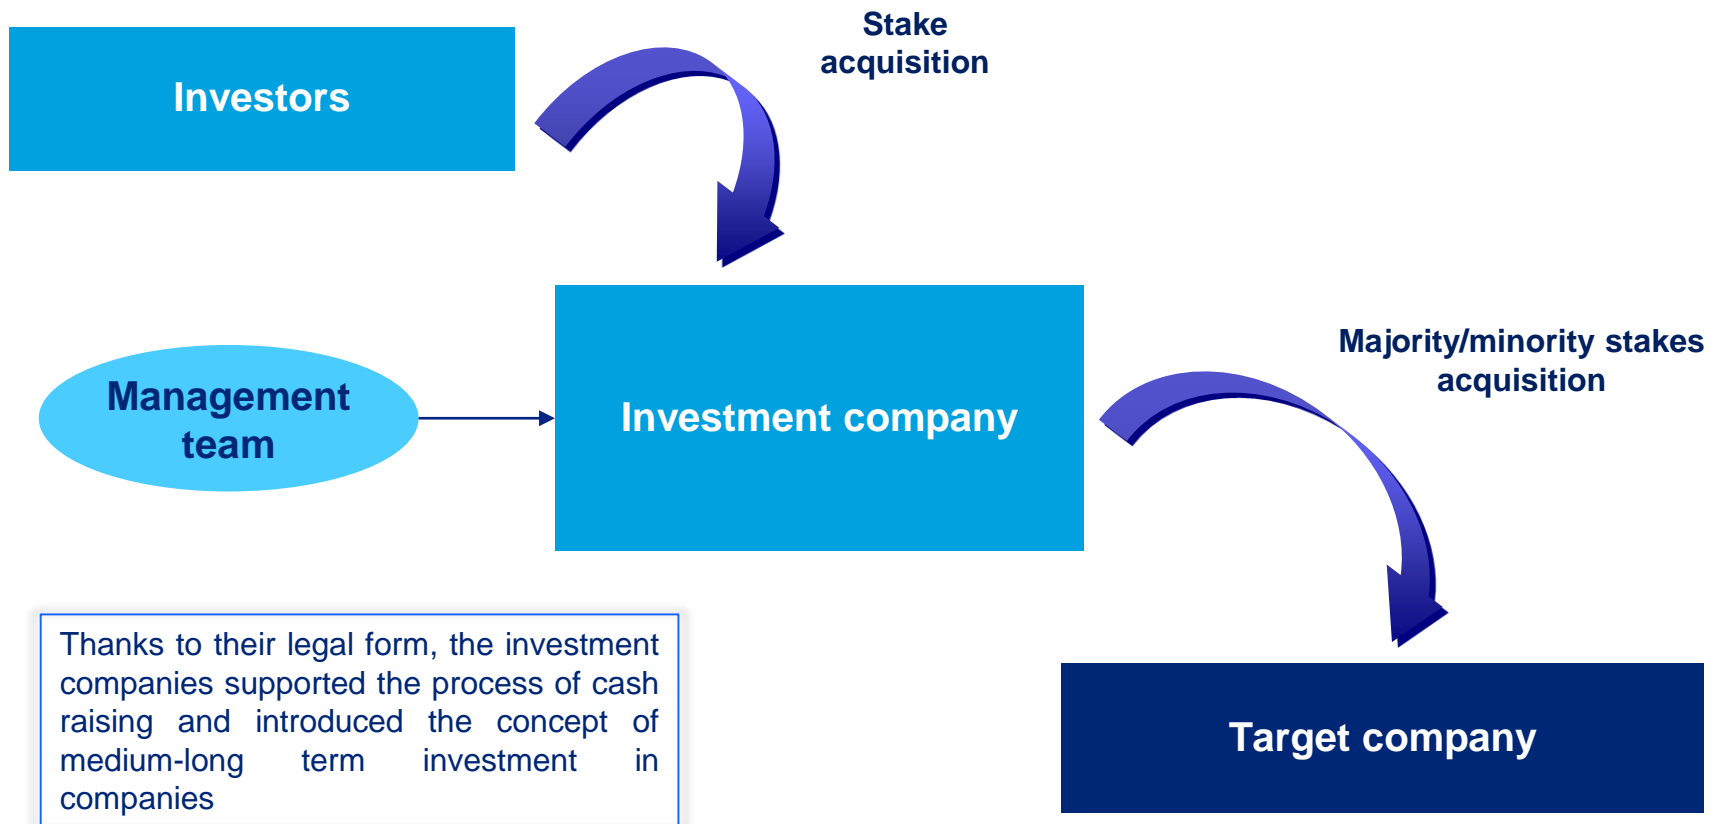 Stake
acquisition
Investors
Majority/minority stakes
acquisition
Management
team
Investment company
Thanks to their legal form, the investment
companies supported the process of cash
raising and introduced the concept of
medium-long term investment in
companies
Target company